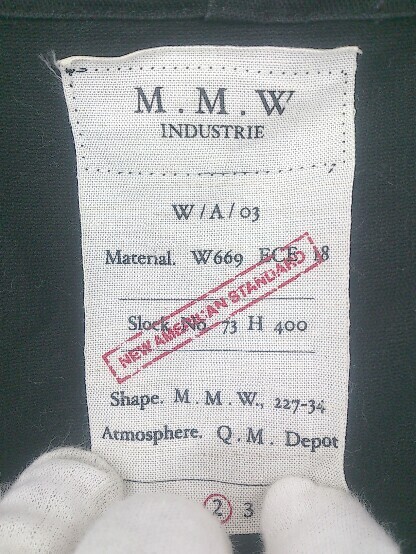 M . M . W
INDUSTRIE
W / A / 03
Material. W669 ECE 18
Slock No. 73 H 400
NEW AMERICAN STANDARD
Shape. M . M . W., 227-34
Atmosphere. Q . M . Depot
2 3